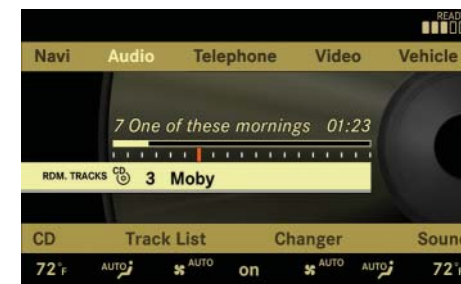 READ
Navi Audio Telephone Video Vehicle
7 One of these mornings 01:23
RDM. TRACKS CD 3 Moby
CD Track List Changer Soun
72°F AUTO AUTO on AUTO AUTO 72°